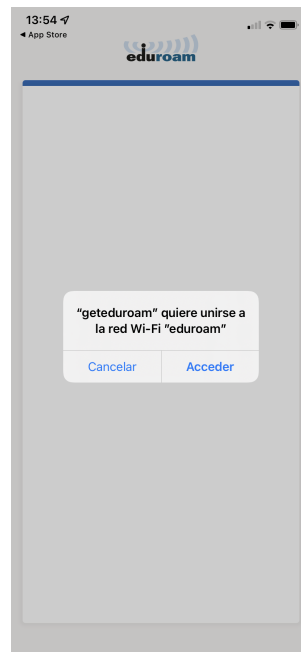 13:54
◀ App Store
eduroam
“geteduroam” quiere unirse a
la red Wi-Fi ”eduroam”
Cancelar
Acceder